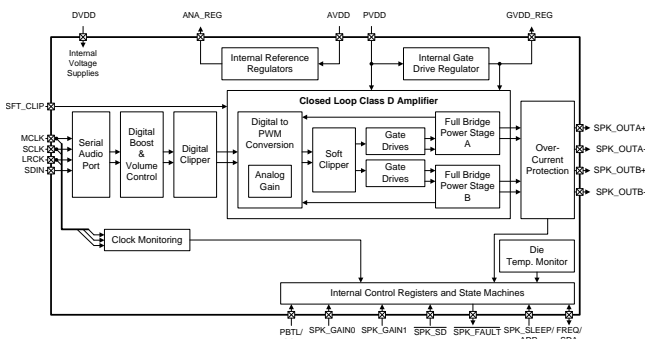 DVDD
ANA_REG
AVDD
PVDD
GVDD_REG
Internal
Voltage
Supplies
Internal Reference
Regulators
Internal Gate
Drive Regulator
SFT_CLIP
MCLK
SCLK
LRCK
SDIN
Serial
Audio
Port
Digital
Boost
&
Volume
Control
Digital
Clipper
Closed Loop Class D Amplifier
Digital to
PWM
Conversion
Analog
Gain
Soft
Clipper
Gate
Drives
Gate
Drives
Full Bridge
Power Stage
A
Full Bridge
Power Stage
B
Over-
Current
Protection
SPK_OUTA+
SPK_OUTA-
SPK_OUTB+
SPK_OUTB-
Clock Monitoring
Die
Temp. Monitor
Internal Control Registers and State Machines
PBTL/
SPK_GAIN0
SPK_GAIN1
SPK_SD
SPK_FAULT
SPK_SLEEP/
FREQ/